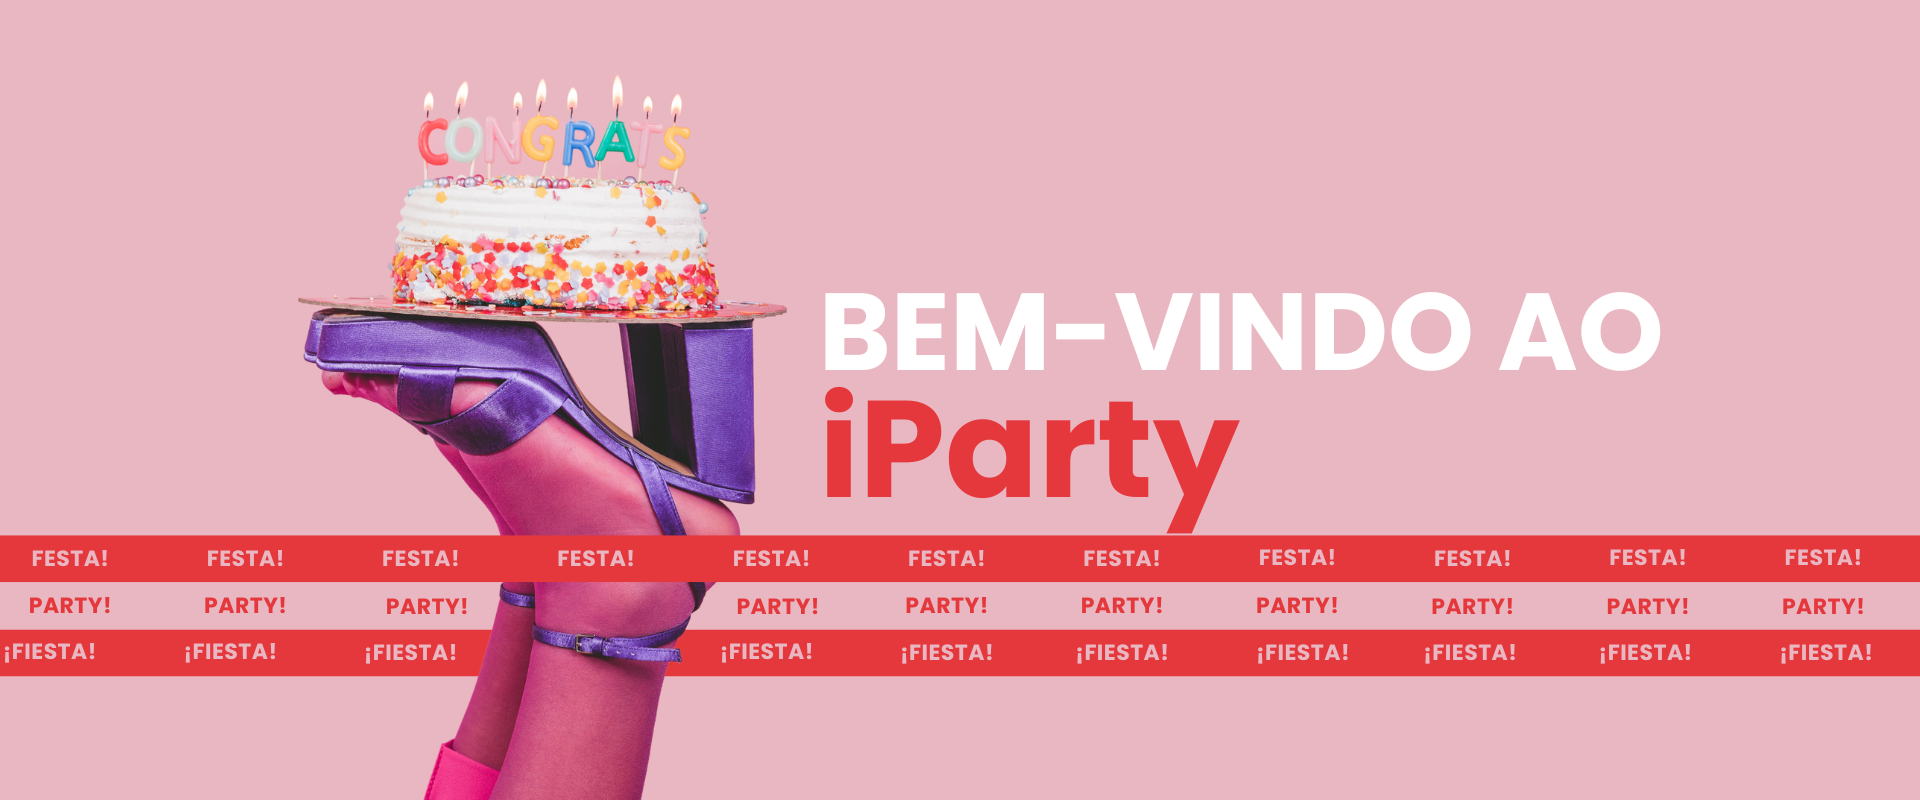 CONGRATS
BEM-VINDO AO
iParty
FESTA! FESTA! FESTA! FESTA! FESTA! FESTA! FESTA! FESTA! FESTA! FESTA! FESTA!
PARTY! PARTY! PARTY! PARTY! PARTY! PARTY! PARTY! PARTY! PARTY! PARTY!
¡FIESTA! ¡FIESTA! ¡FIESTA! ¡FIESTA! ¡FIESTA! ¡FIESTA! ¡FIESTA! ¡FIESTA! ¡FIESTA! ¡FIESTA!